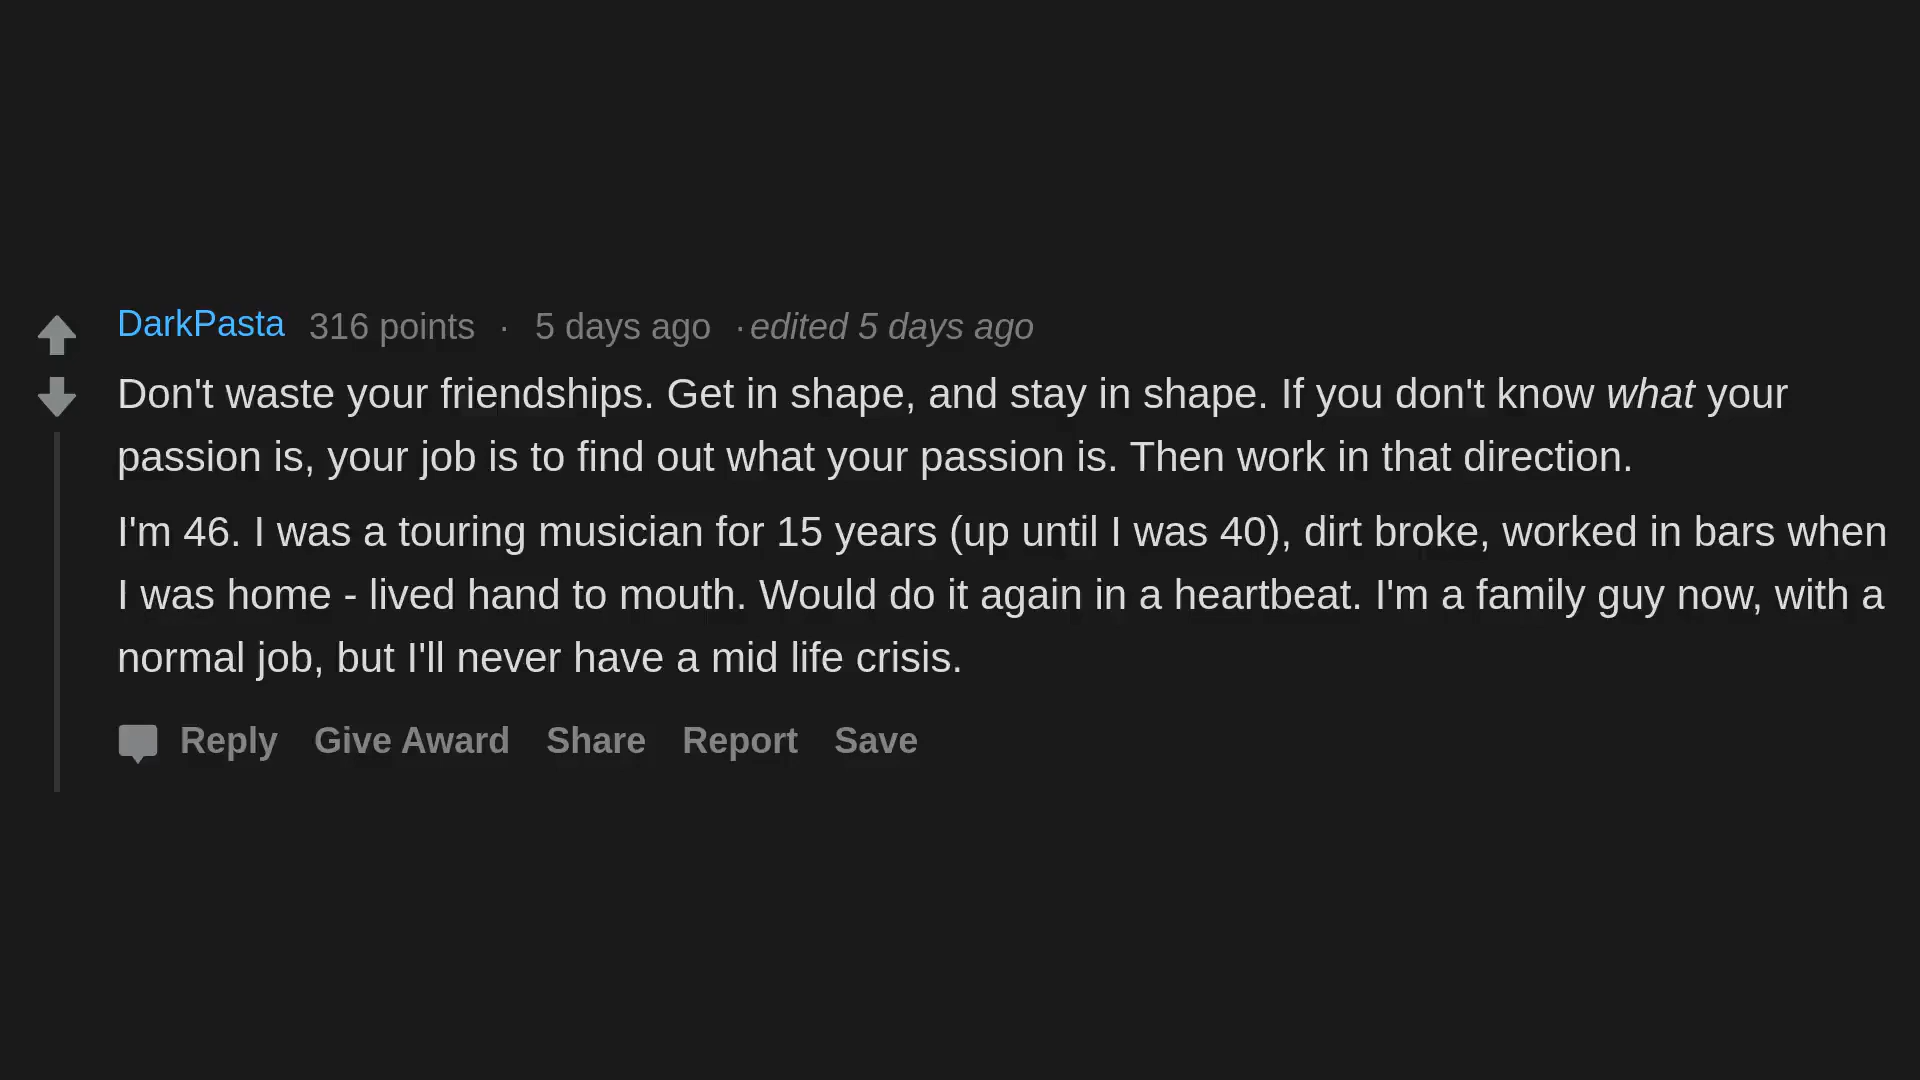 DarkPasta 316 points · 5 days ago · edited 5 days ago
Don't waste your friendships. Get in shape, and stay in shape. If you don't know what your
passion is, your job is to find out what your passion is. Then work in that direction.
I'm 46. I was a touring musician for 15 years (up until I was 40), dirt broke, worked in bars when
I was home - lived hand to mouth. Would do it again in a heartbeat. I'm a family guy now, with a
normal job, but I'll never have a mid life crisis.
Reply Give Award Share Report Save